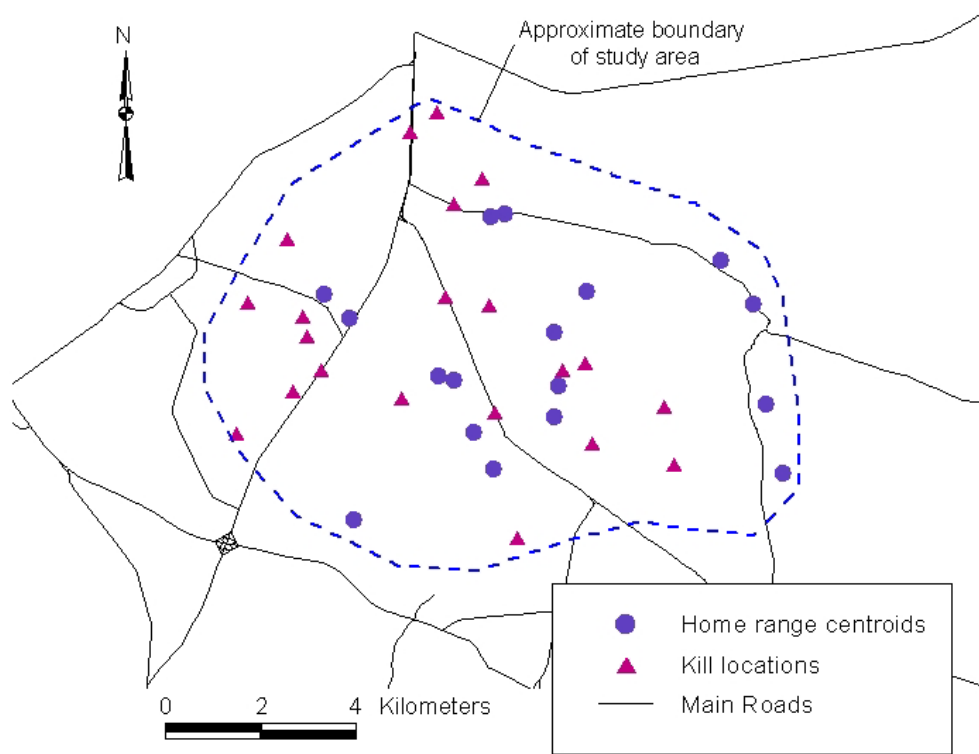 N
Approximate boundary
of study area
Home range centroids
Kill locations
Main Roads
0 2 4 Kilometers